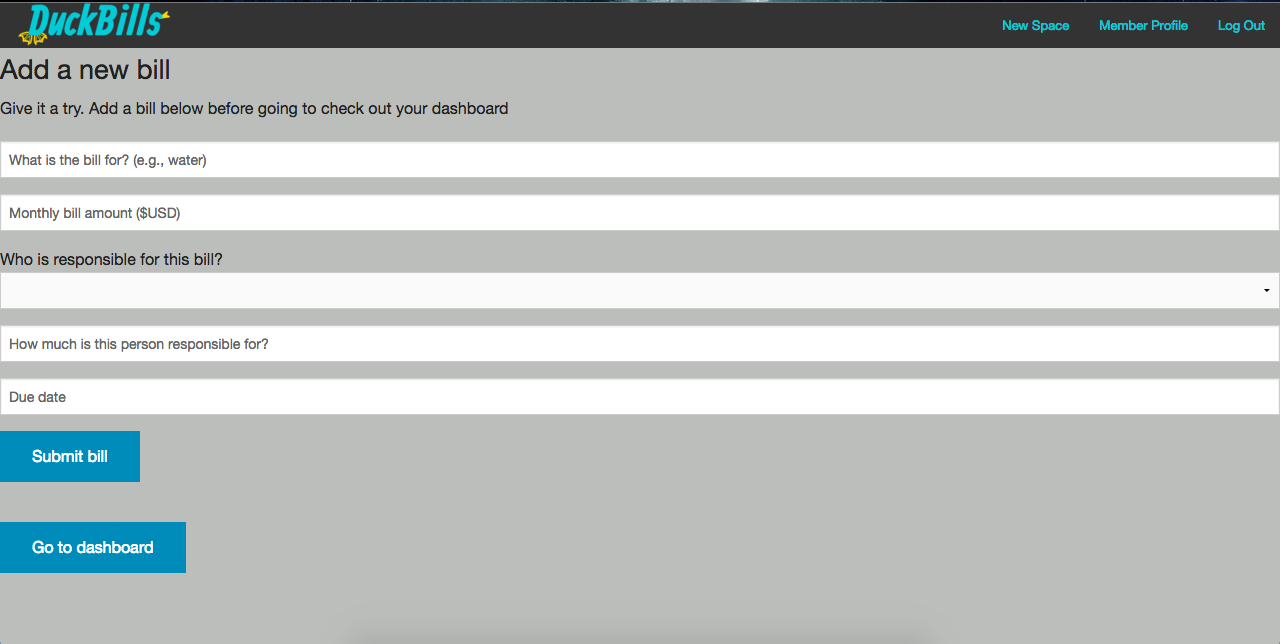 DuckBills
New Space Member Profile Log Out
Add a new bill
Give it a try. Add a bill below before going to check out your dashboard
What is the bill for? (e.g., water)
Monthly bill amount ($USD)
Who is responsible for this bill?
How much is this person responsible for?
Due date
Submit bill
Go to dashboard